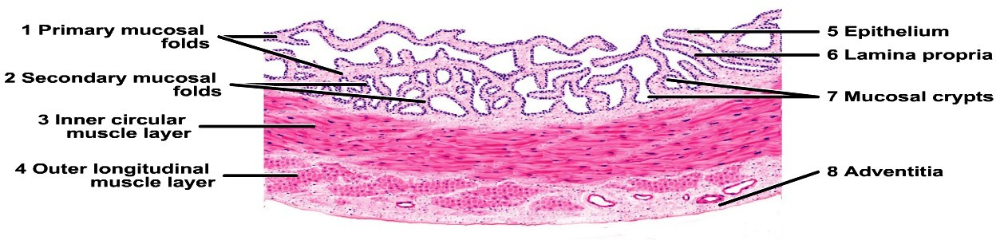 1 Primary mucosal
folds
2 Secondary mucosal
folds
3 Inner circular
muscle layer
4 Outer longitudinal
muscle layer
5 Epithelium
6 Lamina propria
7 Mucosal crypts
8 Adventitia